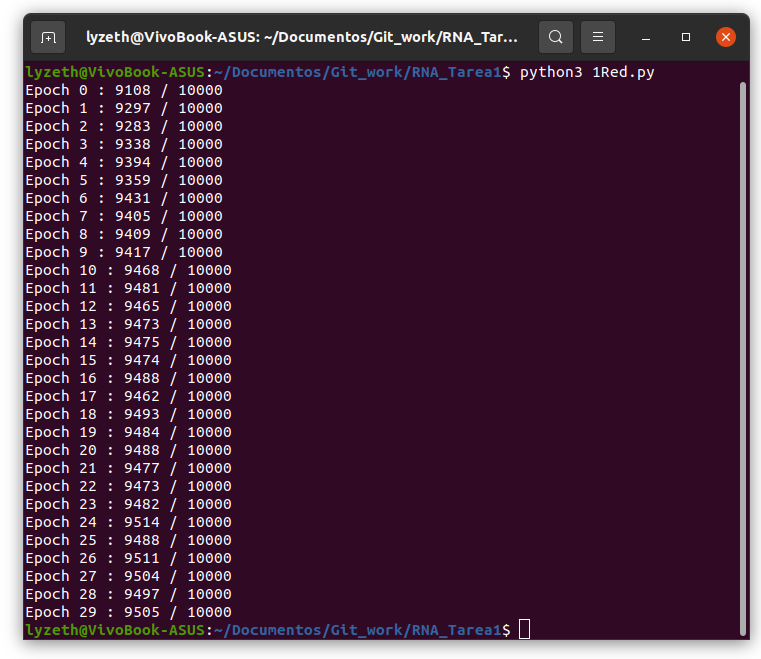 lyzeth@VivoBook-ASUS: ~/Documentos/Git_work/RNA_Tar...
lyzeth@VivoBook-ASUS:~/Documentos/Git_work/RNA_Tarea1$ python3 1Red.py
Epoch 0 : 9108 / 10000
Epoch 1 : 9297 / 10000
Epoch 2 : 9283 / 10000
Epoch 3 : 9338 / 10000
Epoch 4 : 9394 / 10000
Epoch 5 : 9359 / 10000
Epoch 6 : 9431 / 10000
Epoch 7 : 9405 / 10000
Epoch 8 : 9409 / 10000
Epoch 9 : 9417 / 10000
Epoch 10 : 9468 / 10000
Epoch 11 : 9481 / 10000
Epoch 12 : 9465 / 10000
Epoch 13 : 9473 / 10000
Epoch 14 : 9475 / 10000
Epoch 15 : 9474 / 10000
Epoch 16 : 9488 / 10000
Epoch 17 : 9462 / 10000
Epoch 18 : 9493 / 10000
Epoch 19 : 9484 / 10000
Epoch 20 : 9488 / 10000
Epoch 21 : 9477 / 10000
Epoch 22 : 9473 / 10000
Epoch 23 : 9482 / 10000
Epoch 24 : 9514 / 10000
Epoch 25 : 9488 / 10000
Epoch 26 : 9511 / 10000
Epoch 27 : 9504 / 10000
Epoch 28 : 9497 / 10000
Epoch 29 : 9505 / 10000
lyzeth@VivoBook-ASUS:~/Documentos/Git_work/RNA_Tarea1$